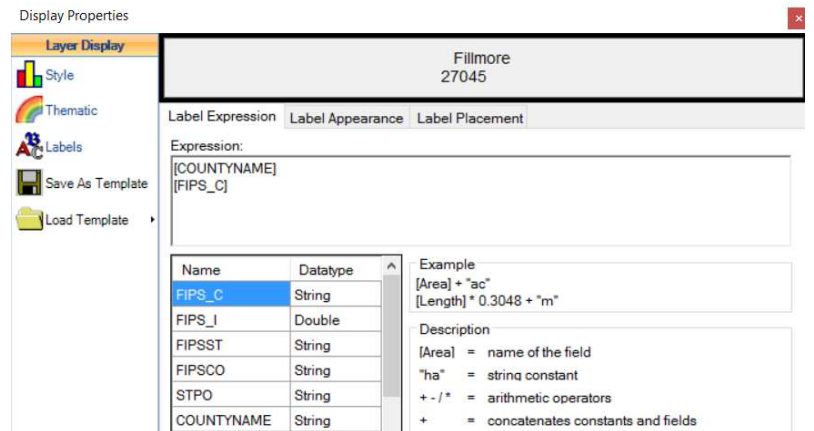 Display Properties
×
Layer Display
Style
Thematic
Labels
Save As Template
Load Template
Fillmore
27045
Label Expression Label Appearance Label Placement
Expression:
[COUNTYNAME]
[FIPS_C]
Name Datatype
FIPS_C String
FIPS_I Double
FIPSST String
FIPSCO String
STPO String
COUNTYNAME String
Example
[Area] + "ac"
[Length] * 0.3048 + "m"
Description
[Area] = name of the field
"ha" = string constant
+ - / * = arithmetic operators
+ = concatenates constants and fields